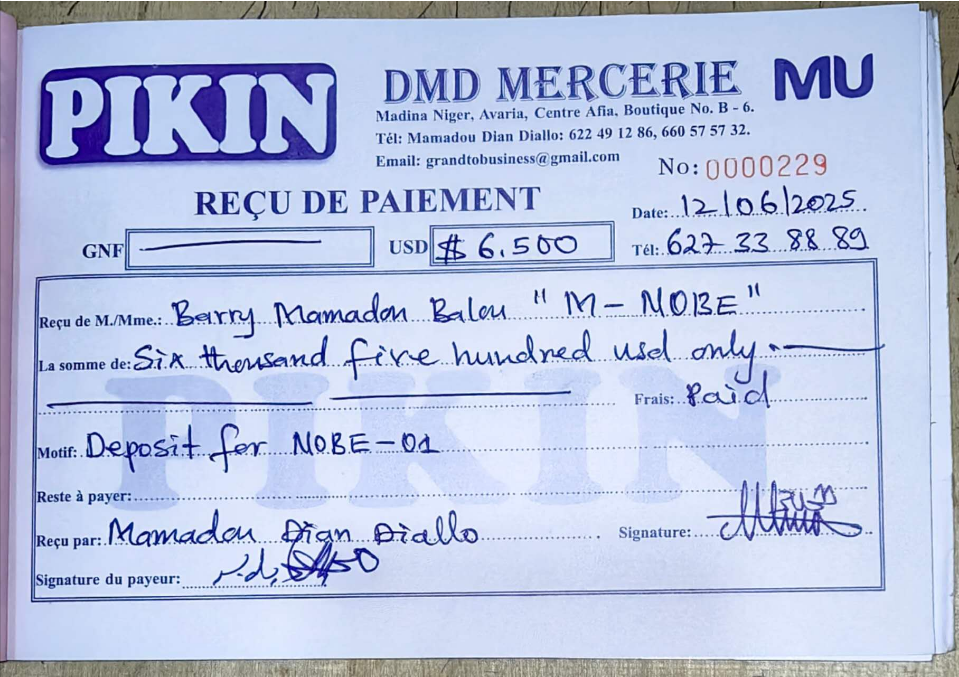 PIKIN
DMD MERCERIE
MU
Madina Niger, Avaria, Centre Afia, Boutique No. B - 6.
Tél: Mamadou Dian Diallo: 622 49 12 86, 660 57 57 32.
Email: grandtobusiness@gmail.com
No: 0000229
REÇU DE PAIEMENT
Date: 12/06/2025
GNF
USD $ 6.500
Tél: 627 33 88 89
Reçu de M./Mme.: Barry Mamadou Balou "M-NOBE"
La somme de: Six thousand five hundred usd only.
Frais: Paid
PIKIN
Motif: Deposit for NOBE-01
Reste à payer:
Reçu par: Mamadou Dian Diallo
Signature:
Signature du payeur: